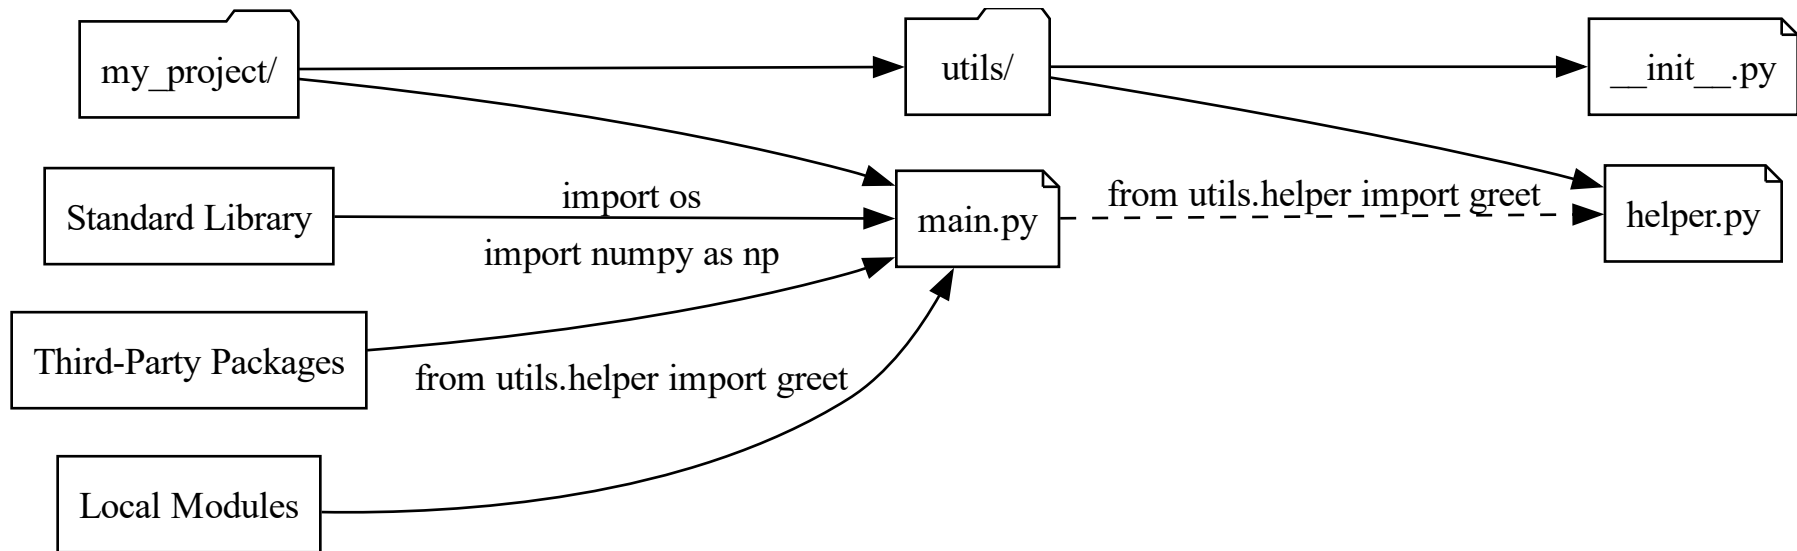 my_project/
utils/
__init__.py
Standard Library
import os
main.py
from utils.helper import greet
helper.py
import numpy as np
Third-Party Packages
from utils.helper import greet
Local Modules